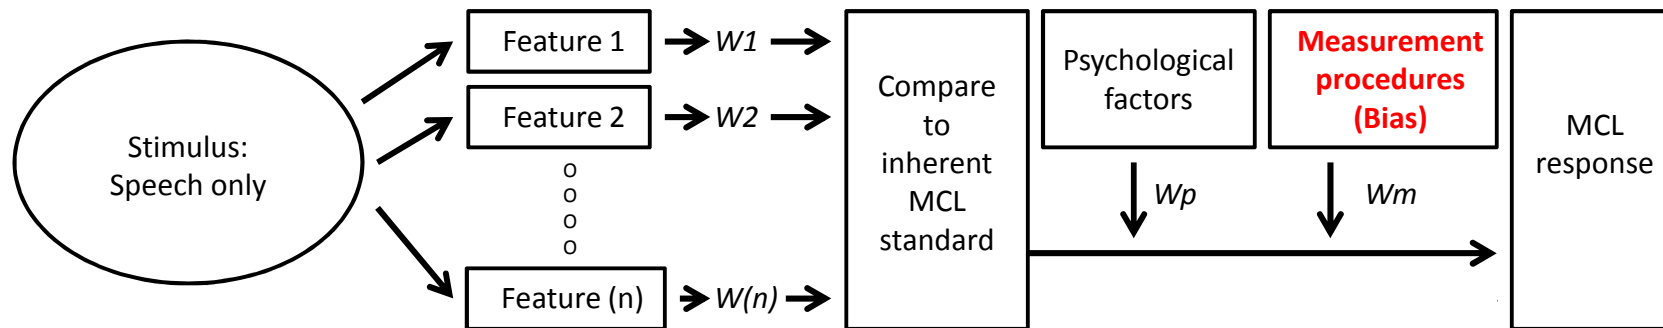 Stimulus:
Speech only
Feature 1
W1
Feature 2
W2
o
o
o
o
Feature (n)
W(n)
Compare
to
inherent
MCL
standard
Psychological
factors
Wp
Measurement
procedures
(Bias)
Wm
MCL
response